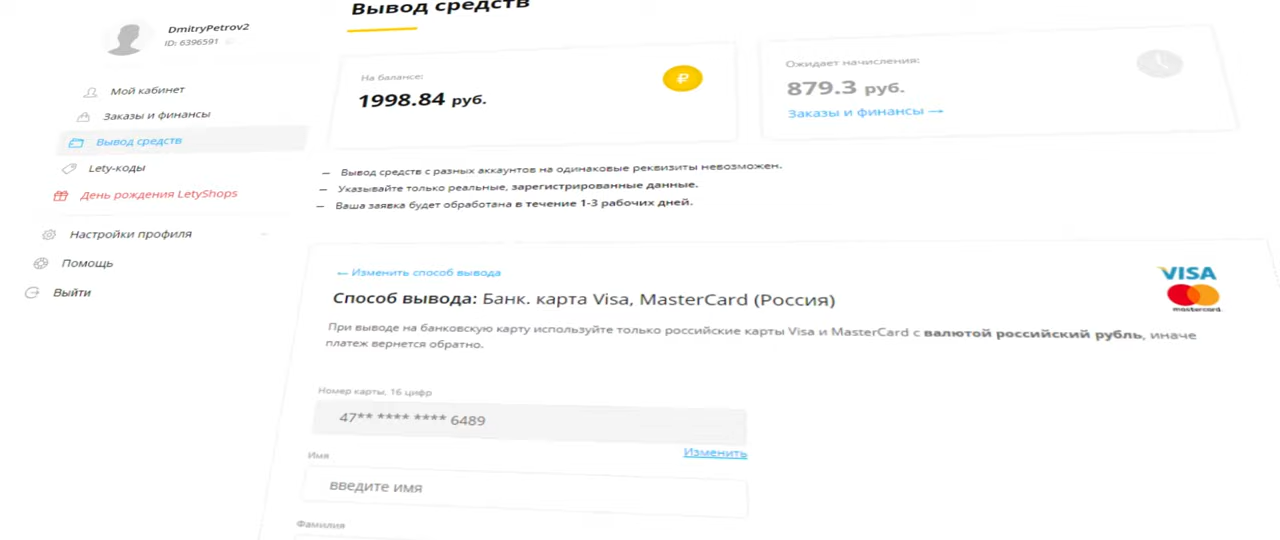 Вывод средств
DmitryPetrov2
ID: 6396591
Мой кабинет
Заказы и финансы
Вывод средств
Lety-коды
День рождения LetyShops
Настройки профиля
Помощь
Выйти
На балансе:
1998.84 руб.
₽
Ожидает начисления:
879.3 руб.
Заказы и финансы →
— Вывод средств с разных аккаунтов на одинаковые реквизиты невозможен.
— Указывайте только реальные, зарегистрированные данные.
— Ваша заявка будет обработана в течение 1-3 рабочих дней.
← Изменить способ вывода
VISA
mastercard.
Способ вывода: Банк. карта Visa, MasterCard (Россия)
При выводе на банковскую карту используйте только российские карты Visa и MasterCard с валютой российский рубль, иначе
платеж вернется обратно.
Номер карты, 16 цифр
47** **** **** 6489
Изменить
Имя
введите имя
Фамилия